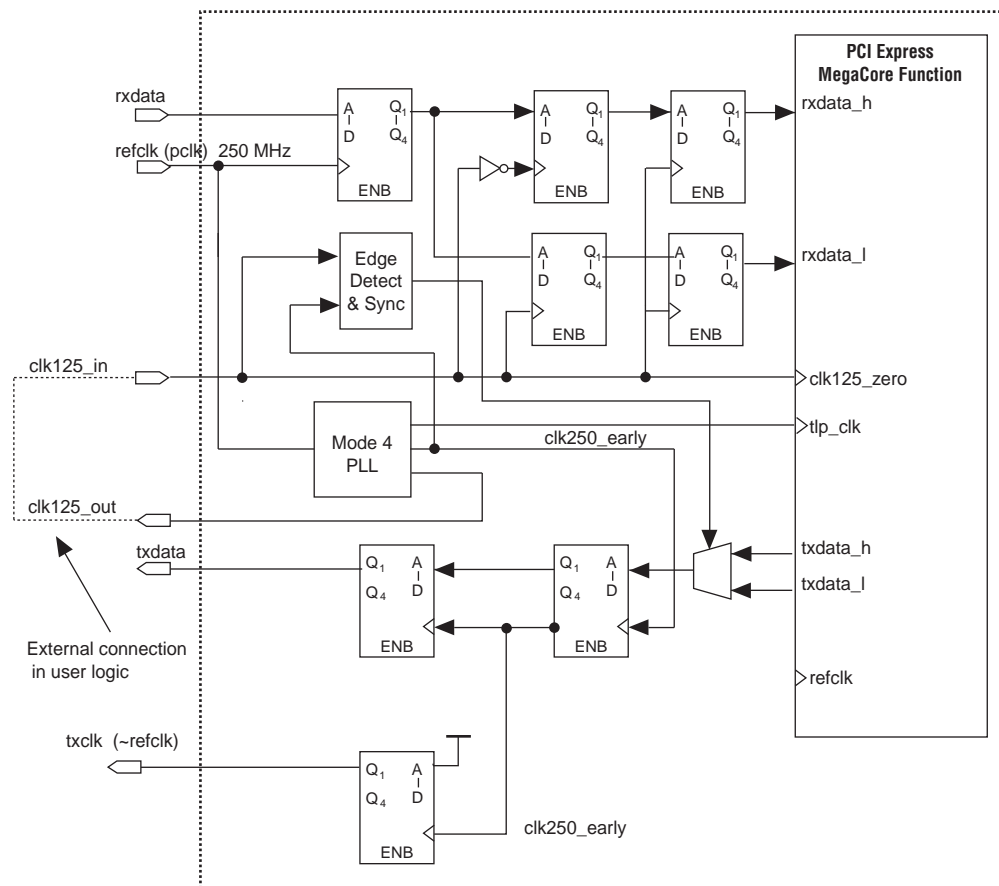 PCI Express
MegaCore Function
rxdata
A
D
Q1
Q4
ENB
A
D
Q1
Q4
ENB
A
D
Q1
Q4
ENB
rxdata_h
refclk (pclk) 250 MHz
Edge
Detect
& Sync
A
D
Q1
Q4
ENB
A
D
Q1
Q4
ENB
rxdata_l
clk125_in
clk125_zero
Mode 4
PLL
clk250_early
tlp_clk
clk125_out
txdata
Q1
Q4
A
D
ENB
Q1
Q4
A
D
ENB
txdata_h
txdata_l
External connection
in user logic
refclk
txclk (~refclk)
Q1
Q4
A
D
ENB
clk250_early